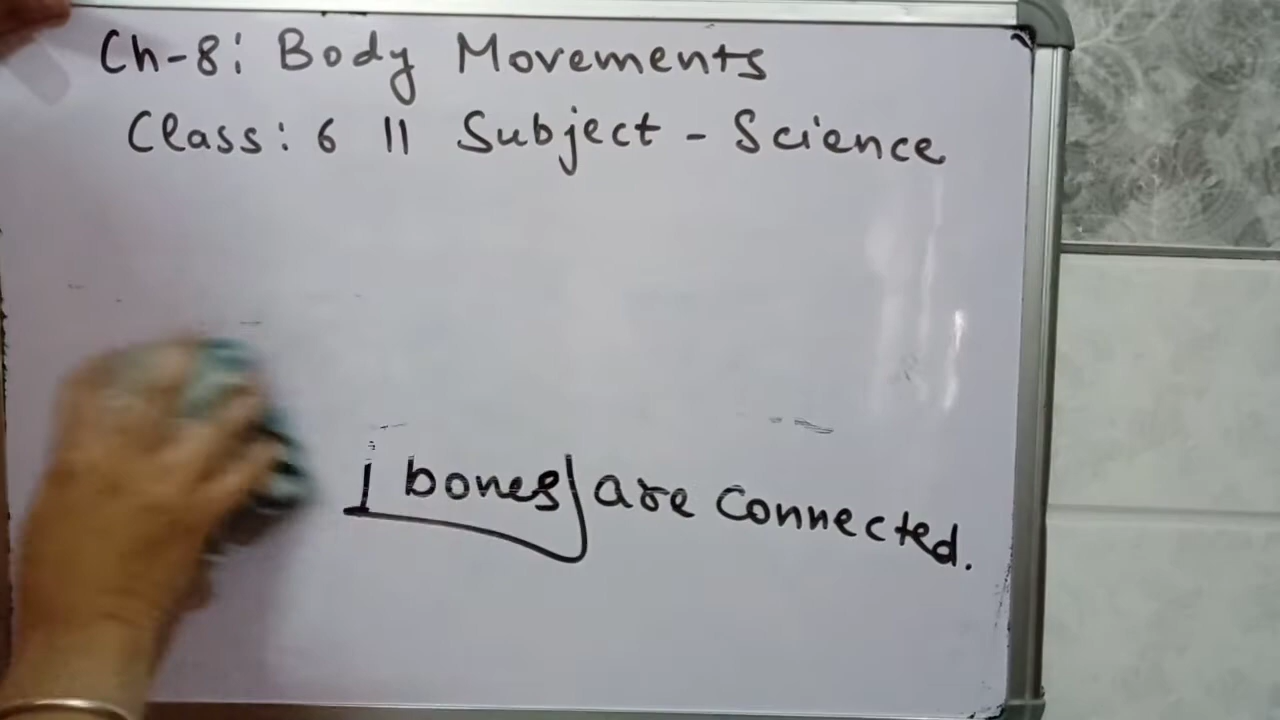 Ch-8: Body Movements
Class: 6 || Subject - Science
bones are connected.